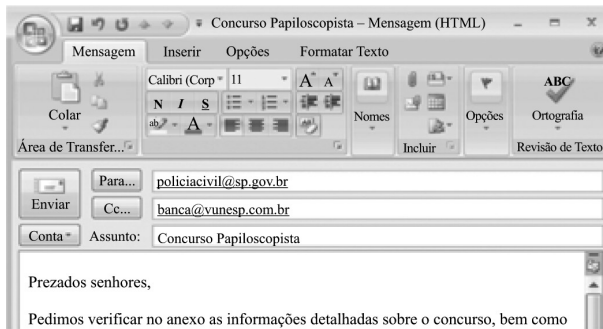 Concurso Papiloscopista – Mensagem (HTML)
Mensagem Inserir Opções Formatar Texto
Calibri (Corp 11 A A ABC
N I S
Colar ab A Nomes Opções Ortografia
Área de Transfer... Incluir Revisão de Texto
Para... policiacivil@sp.gov.br
Enviar Cc... banca@vunesp.com.br
Conta Assunto: Concurso Papiloscopista
Prezados senhores,
Pedimos verificar no anexo as informações detalhadas sobre o concurso, bem como